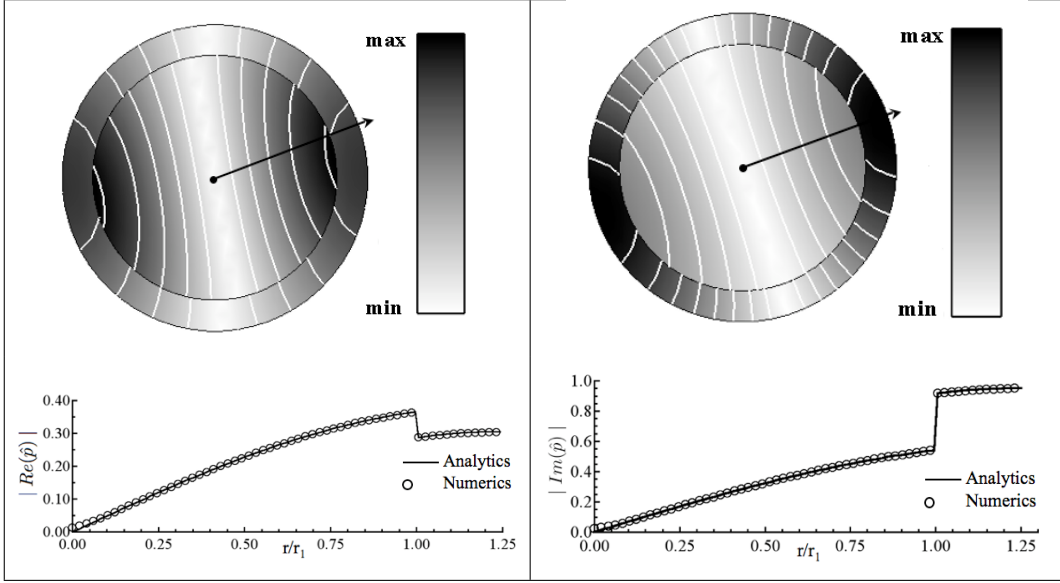 max
min
max
min
0.40
0.30
0.20
0.10
0.00
| Re(p̂) |
Analytics
Numerics
0.00 0.25 0.50 0.75 1.00 1.25
r/r₁
1.0
0.8
0.6
0.4
0.2
0.0
| Im(p̂) |
Analytics
Numerics
0.00 0.25 0.50 0.75 1.00 1.25
r/r₁